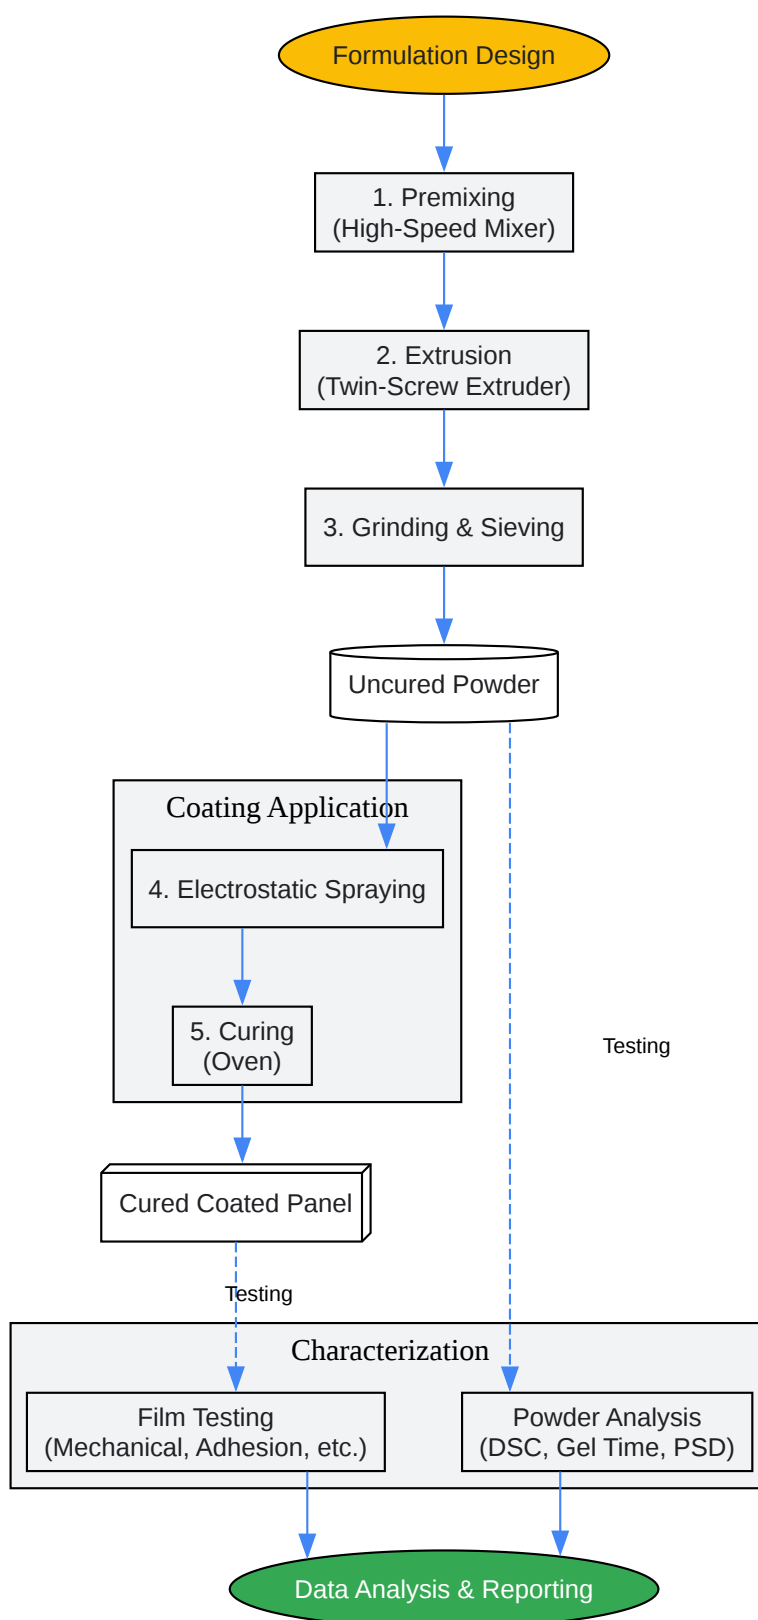 Formulation Design
1. Premixing
(High-Speed Mixer)
2. Extrusion
(Twin-Screw Extruder)
3. Grinding & Sieving
Uncured Powder
Coating Application
4. Electrostatic Spraying
5. Curing
(Oven)
Testing
Cured Coated Panel
Testing
Characterization
Film Testing
(Mechanical, Adhesion, etc.)
Powder Analysis
(DSC, Gel Time, PSD)
Data Analysis & Reporting